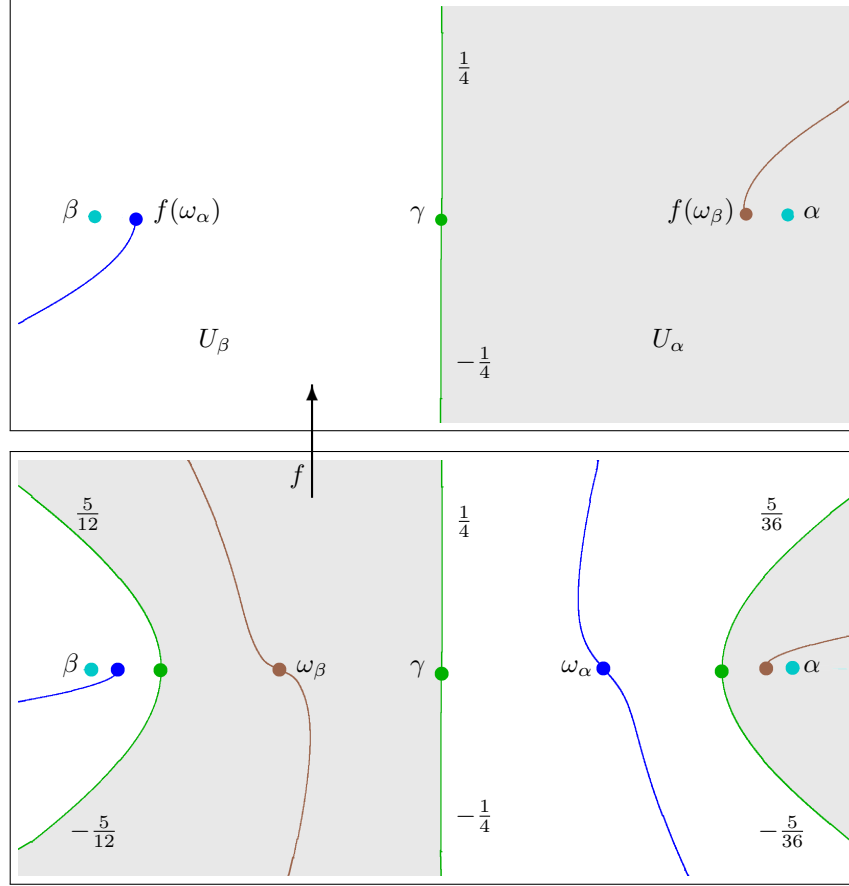 1/4
β f(ω_α) γ f(ω_β) α
U_β U_α
-1/4
f
5/12 1/4 5/36
β ω_β γ ω_α α
-5/12 -1/4 -5/36